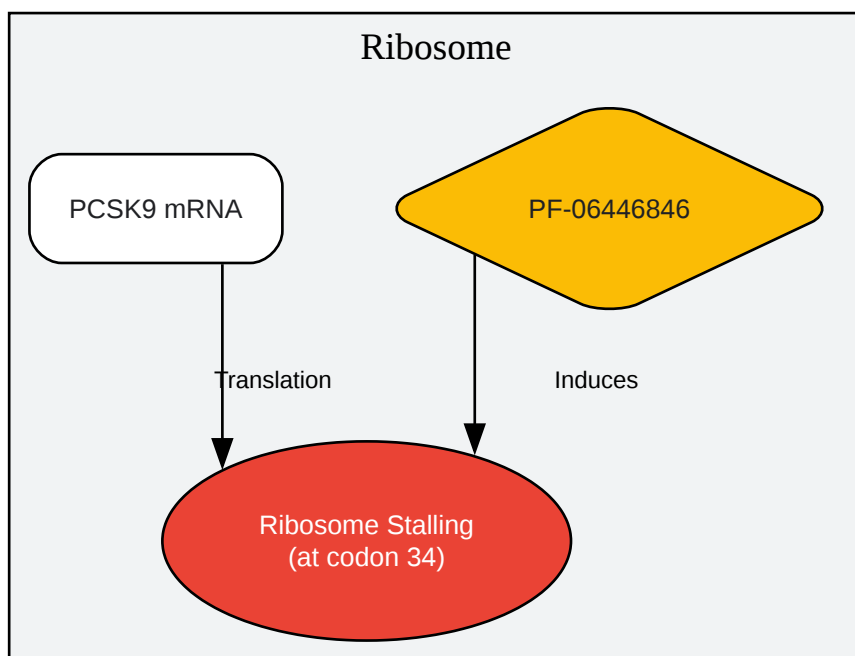 Ribosome
PCSK9 mRNA
PF-06446846
Translation
Induces
Ribosome Stalling
(at codon 34)